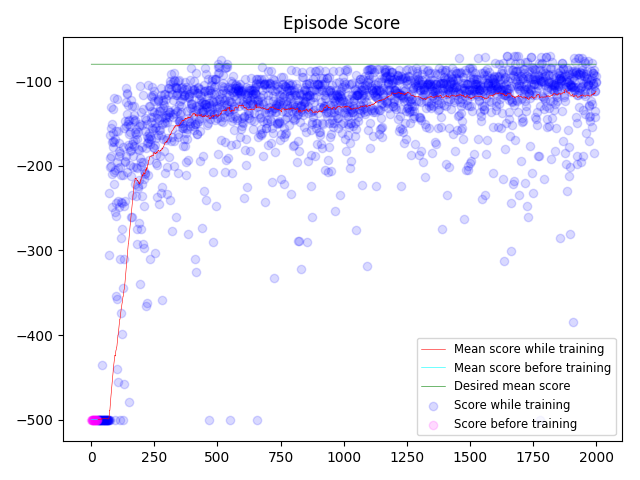 Episode Score
−100
−200
−300
−400
−500
0
250
500
750
1000
1250
1500
1750
2000
Mean score while training
Mean score before training
Desired mean score
Score while training
Score before training